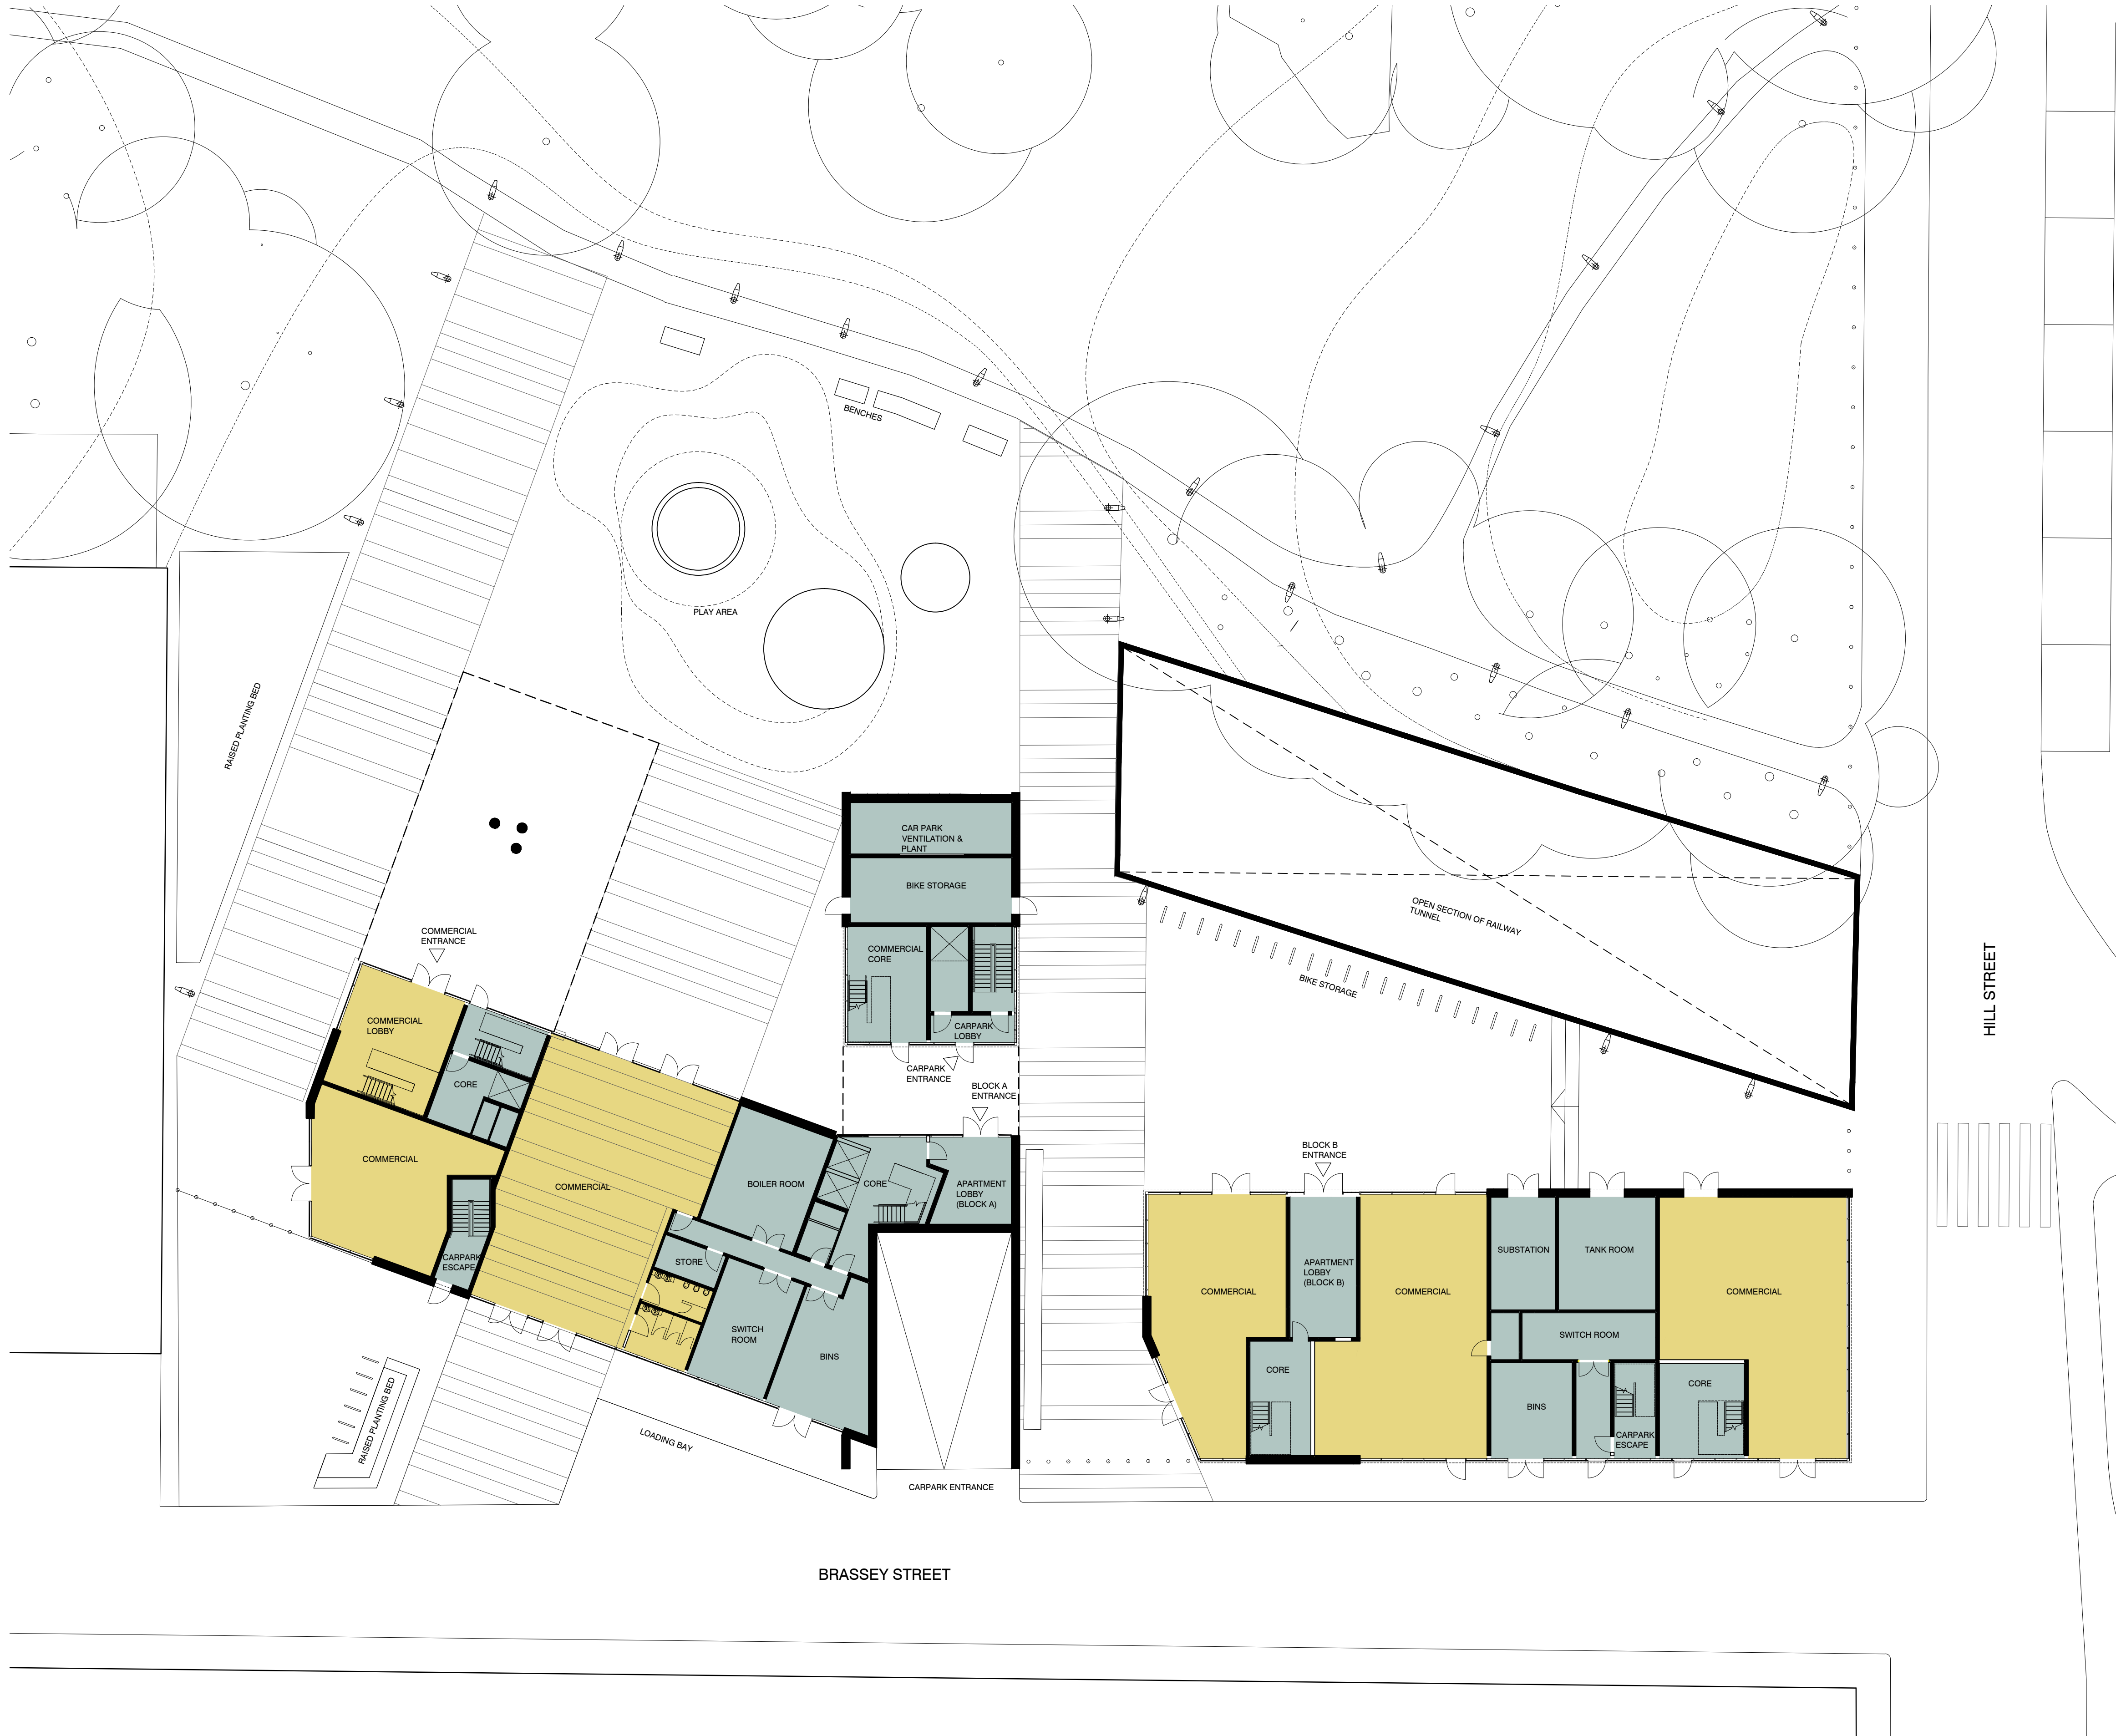 BENCHES
PLAY AREA
RAISED PLANTING BED
CAR PARK
VENTILATION &
PLANT
BIKE STORAGE
OPEN SECTION OF RAILWAY
TUNNEL
COMMERCIAL
ENTRANCE
COMMERCIAL
CORE
BIKE STORAGE
HILL STREET
COMMERCIAL
LOBBY
CARPARK
LOBBY
CARPARK
ENTRANCE
CORE
BLOCK A
ENTRANCE
COMMERCIAL
COMMERCIAL
BOILER ROOM
CORE
APARTMENT
LOBBY
(BLOCK A)
BLOCK B
ENTRANCE
CARPARK
ESCAPE
STORE
SWITCH
ROOM
BINS
COMMERCIAL
APARTMENT
LOBBY
(BLOCK B)
COMMERCIAL
SUBSTATION
TANK ROOM
COMMERCIAL
SWITCH ROOM
CORE
BINS
CARPARK
ESCAPE
CORE
RAISED PLANTING BED
LOADING BAY
CARPARK ENTRANCE
BRASSEY STREET